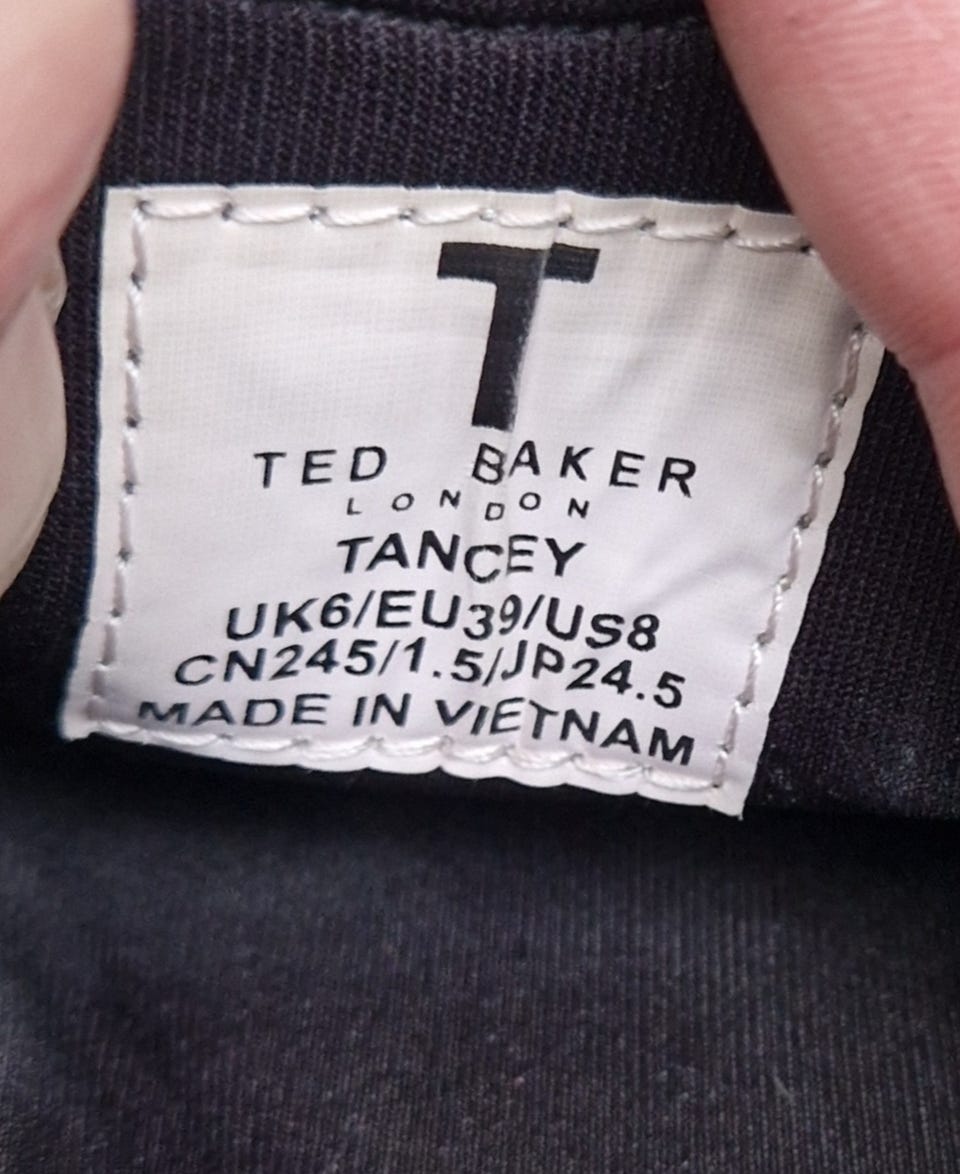 T
TED BAKER
LONDON
TANCEY
UK6/EU39/US8
CN245/1.5/JP24.5
MADE IN VIETNAM